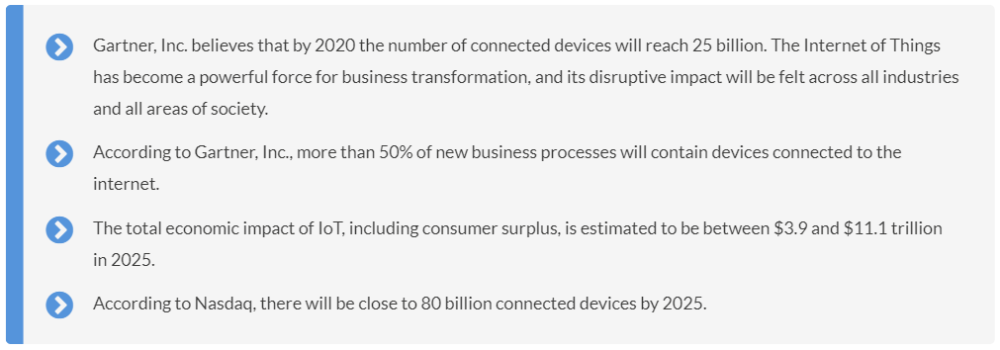 Gartner, Inc. believes that by 2020 the number of connected devices will reach 25 billion. The Internet of Things
has become a powerful force for business transformation, and its disruptive impact will be felt across all industries
and all areas of society.
According to Gartner, Inc., more than 50% of new business processes will contain devices connected to the
internet.
The total economic impact of IoT, including consumer surplus, is estimated to be between $3.9 and $11.1 trillion
in 2025.
According to Nasdaq, there will be close to 80 billion connected devices by 2025.